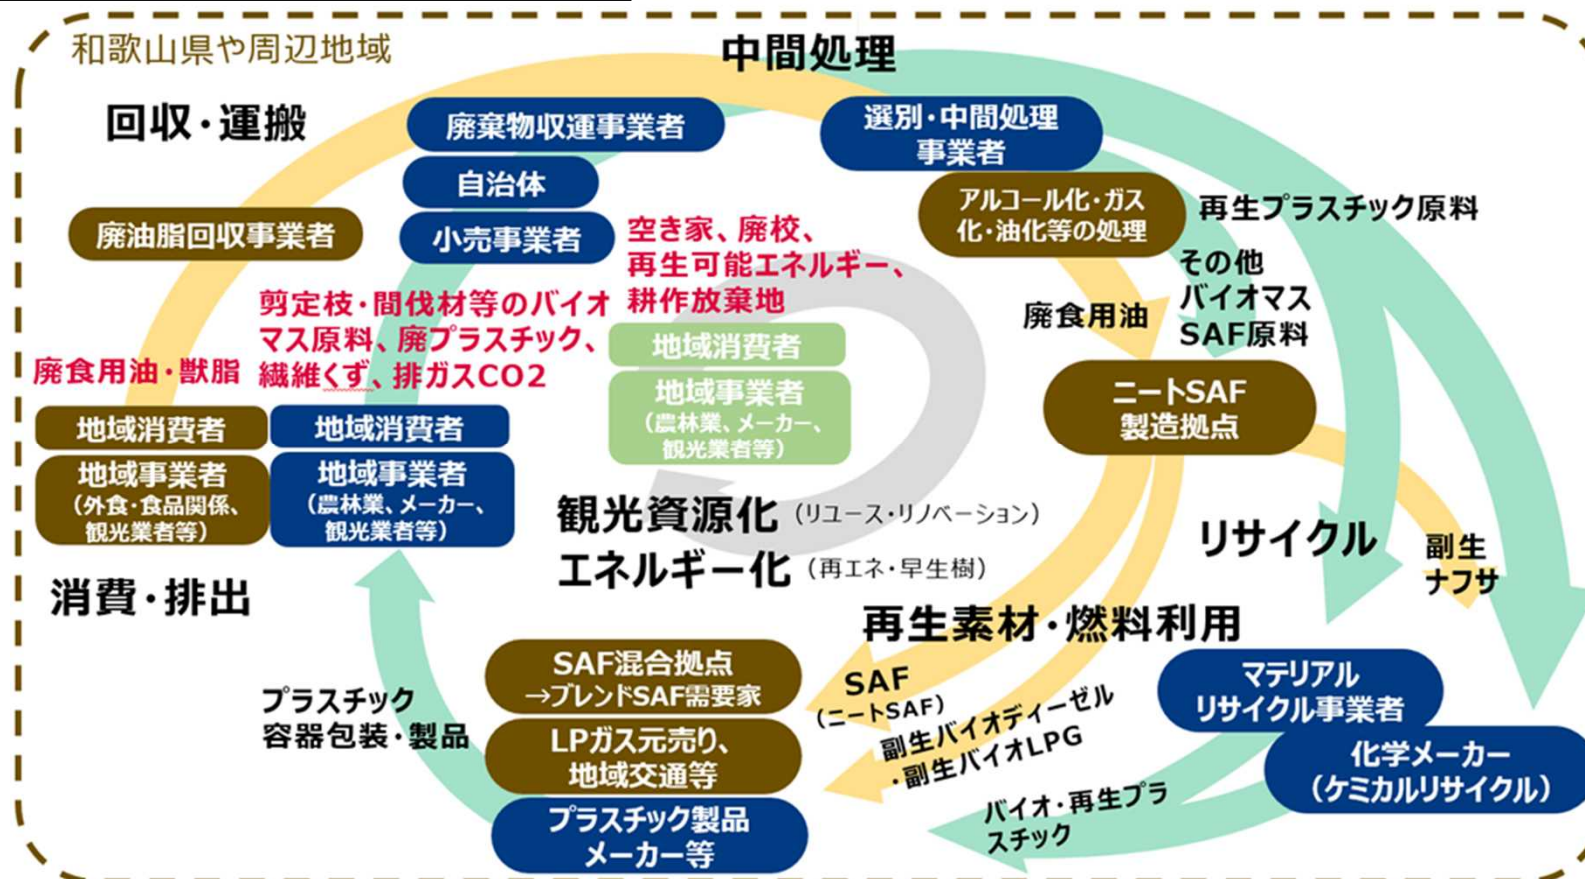 和歌山県や周辺地域
中間処理
回収・運搬
廃棄物収運事業者
自治体
小売事業者
廃油脂回収事業者
選別・中間処理
事業者
アルコール化・ガス
化・油化等の処理
再生プラスチック原料
その他
バイオマス
SAF原料
廃食用油
空き家、廃校、
再生可能エネルギー、
耕作放棄地
剪定枝・間伐材等のバイオ
マス原料、廃プラスチック、
繊維くず、排ガスCO2
廃食用油・獣脂
地域消費者
地域事業者
(外食・食品関係、
観光業者等)
地域消費者
地域事業者
(農林業、メーカー、
観光業者等)
地域消費者
地域事業者
(農林業、メーカー、
観光業者等)
ニートSAF
製造拠点
観光資源化(リユース・リノベーション)
エネルギー化(再エネ・早生樹)
リサイクル
副生
ナフサ
消費・排出
再生素材・燃料利用
SAF混合拠点
→ブレンドSAF需要家
LPガス元売り、
地域交通等
プラスチック製品
メーカー等
プラスチック
容器包装・製品
SAF
(ニートSAF)
副生バイオディーゼル
・副生バイオLPG
マテリアル
リサイクル事業者
化学メーカー
(ケミカルリサイクル)
バイオ・再生プラ
スチック